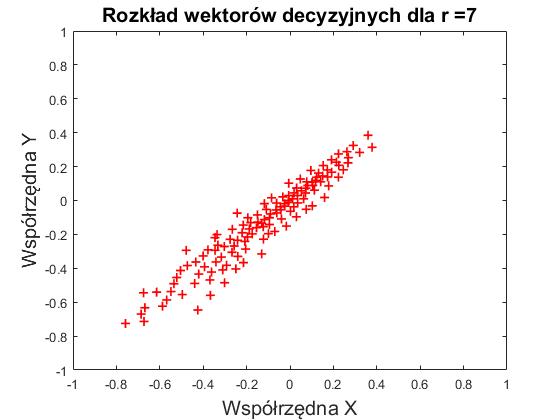 Rozkład wektorów decyzyjnych dla r =7
1
0.8
0.6
0.4
0.2
0
-0.2
-0.4
-0.6
-0.8
-1
Współrzędna Y
-1 -0.8 -0.6 -0.4 -0.2 0 0.2 0.4 0.6 0.8 1
Współrzędna X